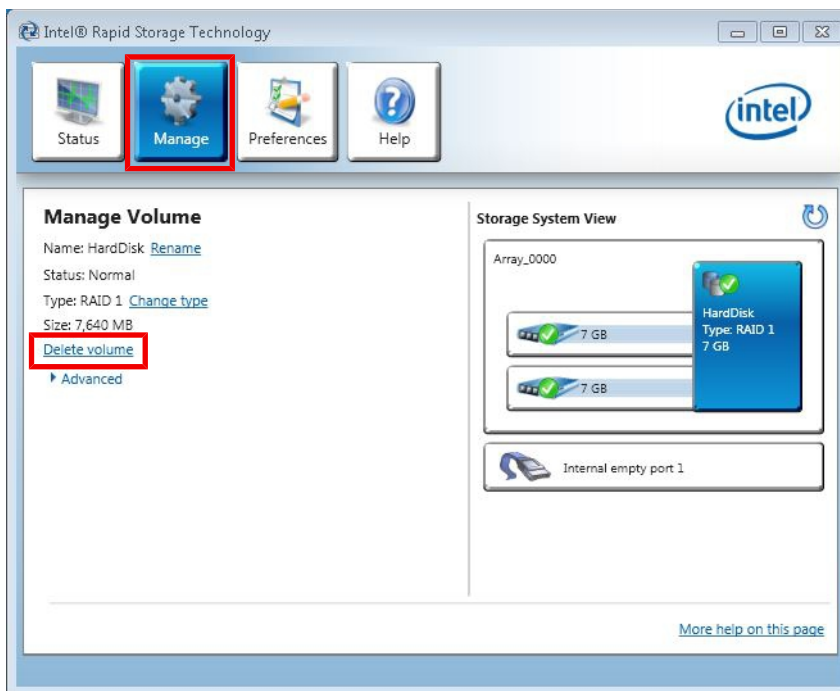 Intel® Rapid Storage Technology
Status
Manage
Preferences
Help
intel
Manage Volume
Name: HardDisk Rename
Status: Normal
Type: RAID 1 Change type
Size: 7,640 MB
Delete volume
Advanced
Storage System View
Array_0000
7 GB
7 GB
HardDisk
Type: RAID 1
7 GB
Internal empty port 1
More help on this page